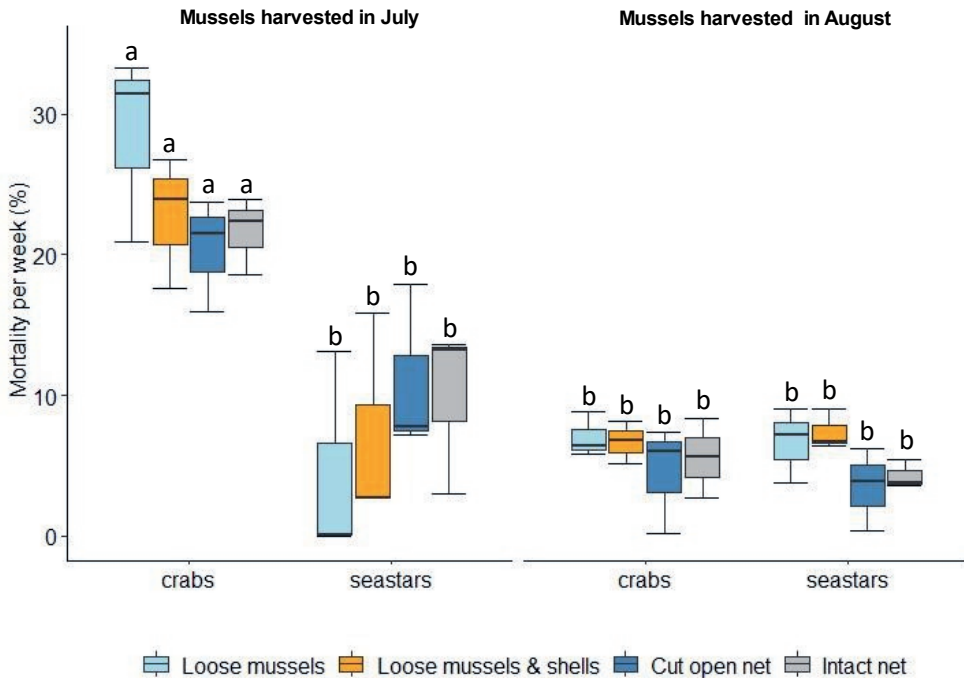 Mussels harvested in July
Mussels harvested in August
Mortality per week (%)
30
20
10
0
a
a
a
a
b
b
b
b
b
b
b
b
b
b
b
b
crabs
seastars
crabs
seastars
Loose mussels
Loose mussels & shells
Cut open net
Intact net